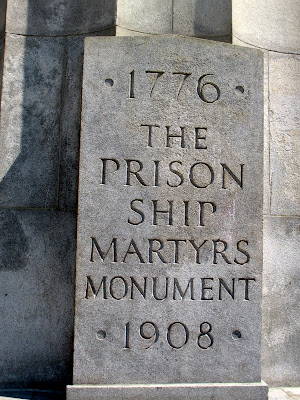 · 1776 ·
THE
PRISON
SHIP
MARTYRS
MONUMENT
· 1908 ·